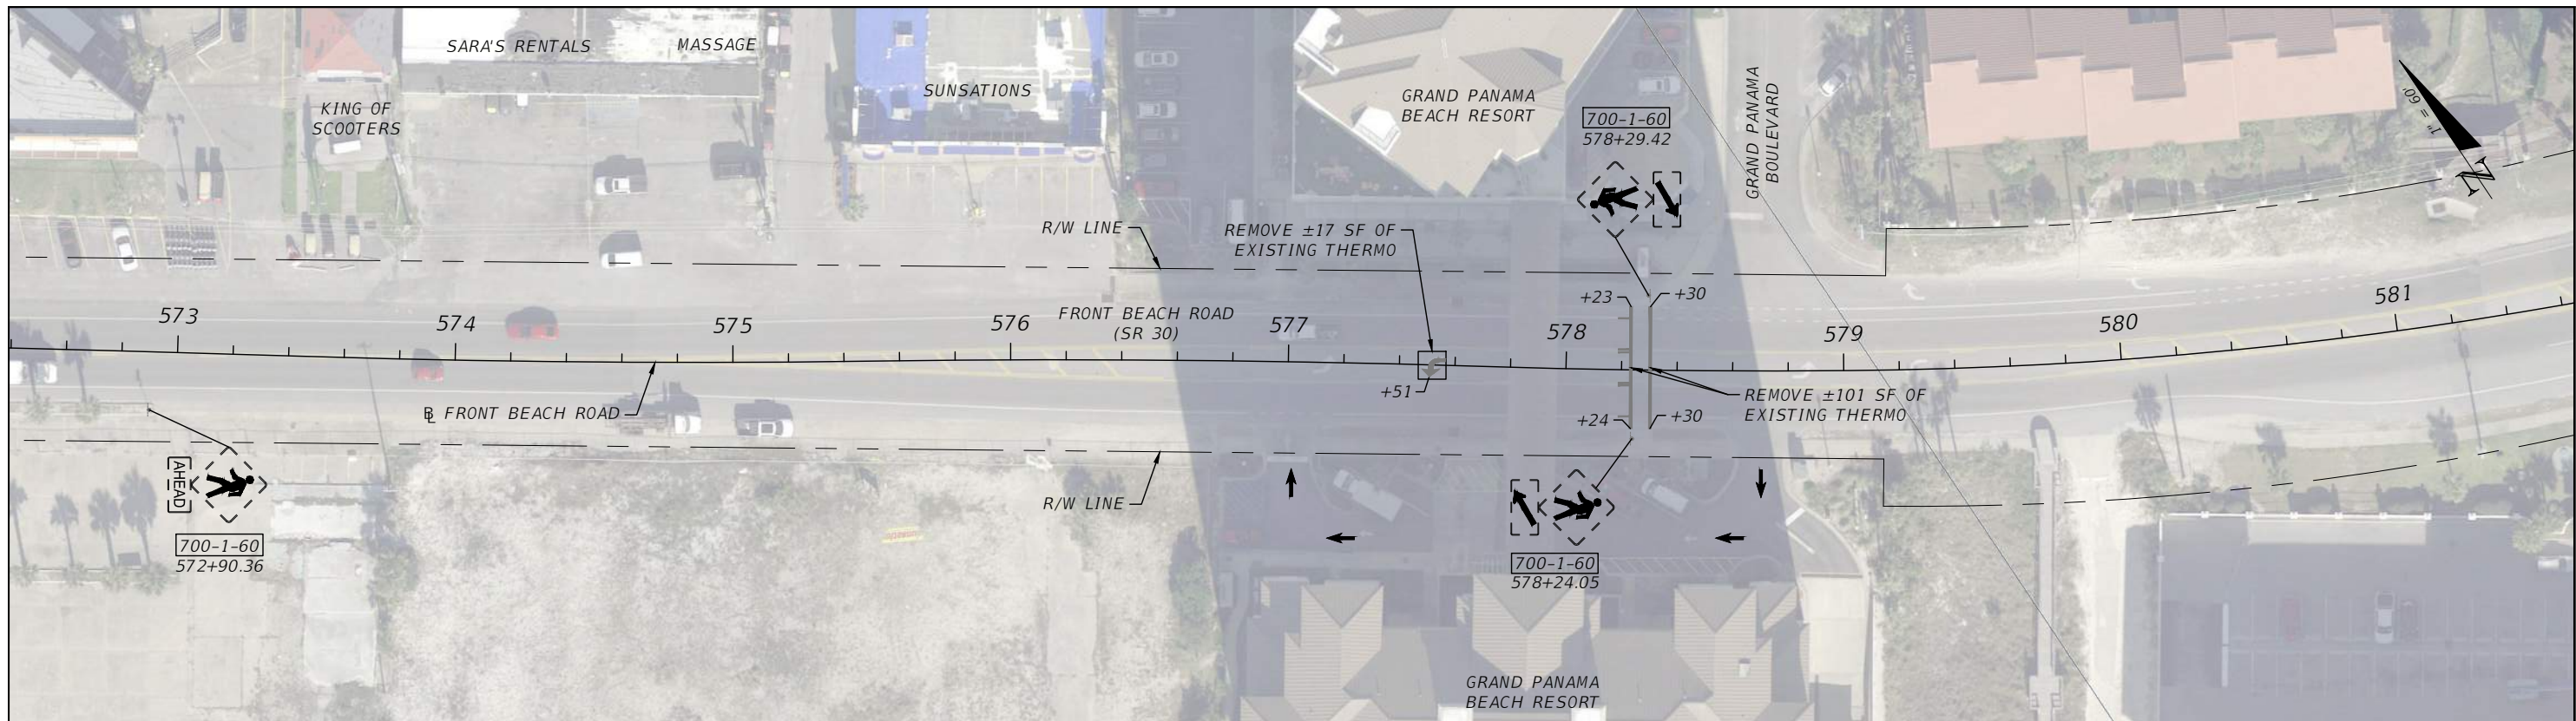 SARA'S RENTALS
MASSAGE
KING OF
SCOOTERS
SUNSATIONS
GRAND PANAMA
BEACH RESORT
700-1-60
578+29.42
GRAND PANAMA
BOULEVARD
1" = 60'
N
R/W LINE
REMOVE ±17 SF OF
EXISTING THERMO
+23
+30
573
574
575
576
577
578
579
580
581
FRONT BEACH ROAD
(SR 30)
+51
+24
+30
REMOVE ±101 SF OF
EXISTING THERMO
℄ FRONT BEACH ROAD
R/W LINE
AHEAD
700-1-60
572+90.36
700-1-60
578+24.05
GRAND PANAMA
BEACH RESORT